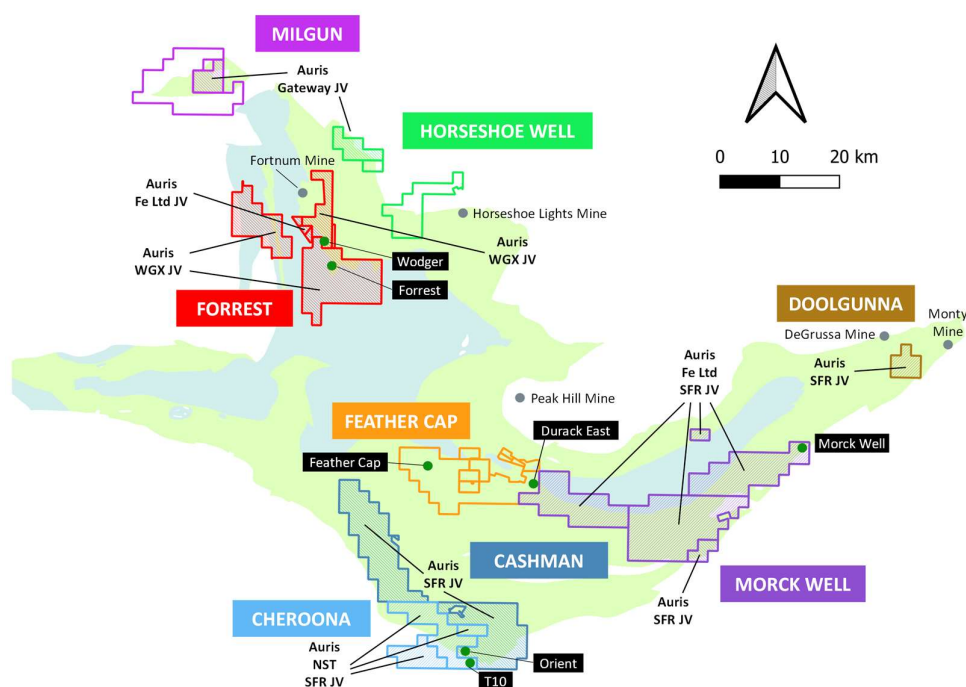 MILGUN
Auris
Gateway JV
HORSESHOE WELL
0 10 20 km
Fortnum Mine
Auris
Fe Ltd JV
Horseshoe Lights Mine
Auris
WGX JV
Auris
WGX JV
Wodger
Forrest
FORREST
DOOLGUNNA
Monty
Mine
DeGrussa Mine
Auris
Fe Ltd
SFR JV
Auris
SFR JV
Peak Hill Mine
FEATHER CAP
Durack East
Morck Well
Feather Cap
CASHMAN
Auris
SFR JV
MORCK WELL
Auris
SFR JV
CHEROONA
Auris
NST
SFR JV
Orient
T10